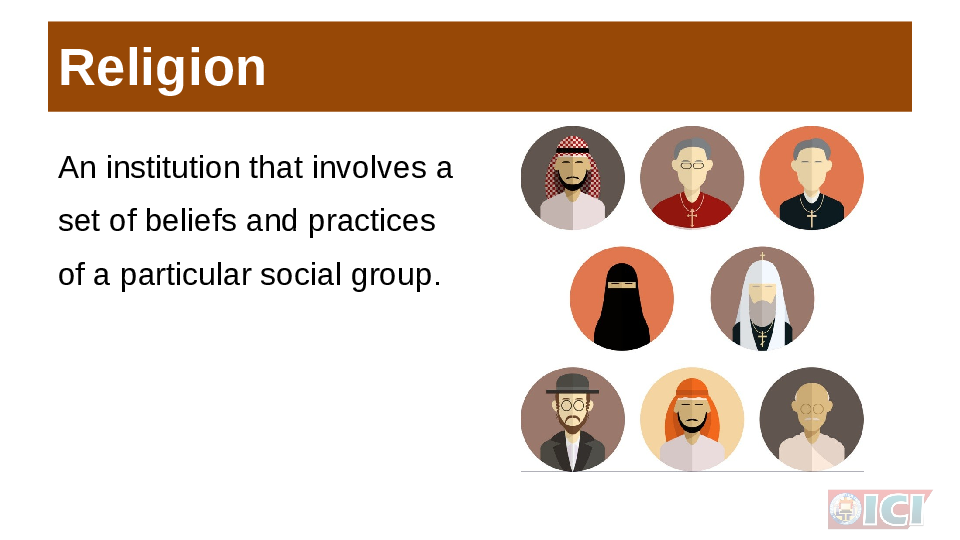 Religion
An institution that involves a
set of beliefs and practices
of a particular social group.
ICI